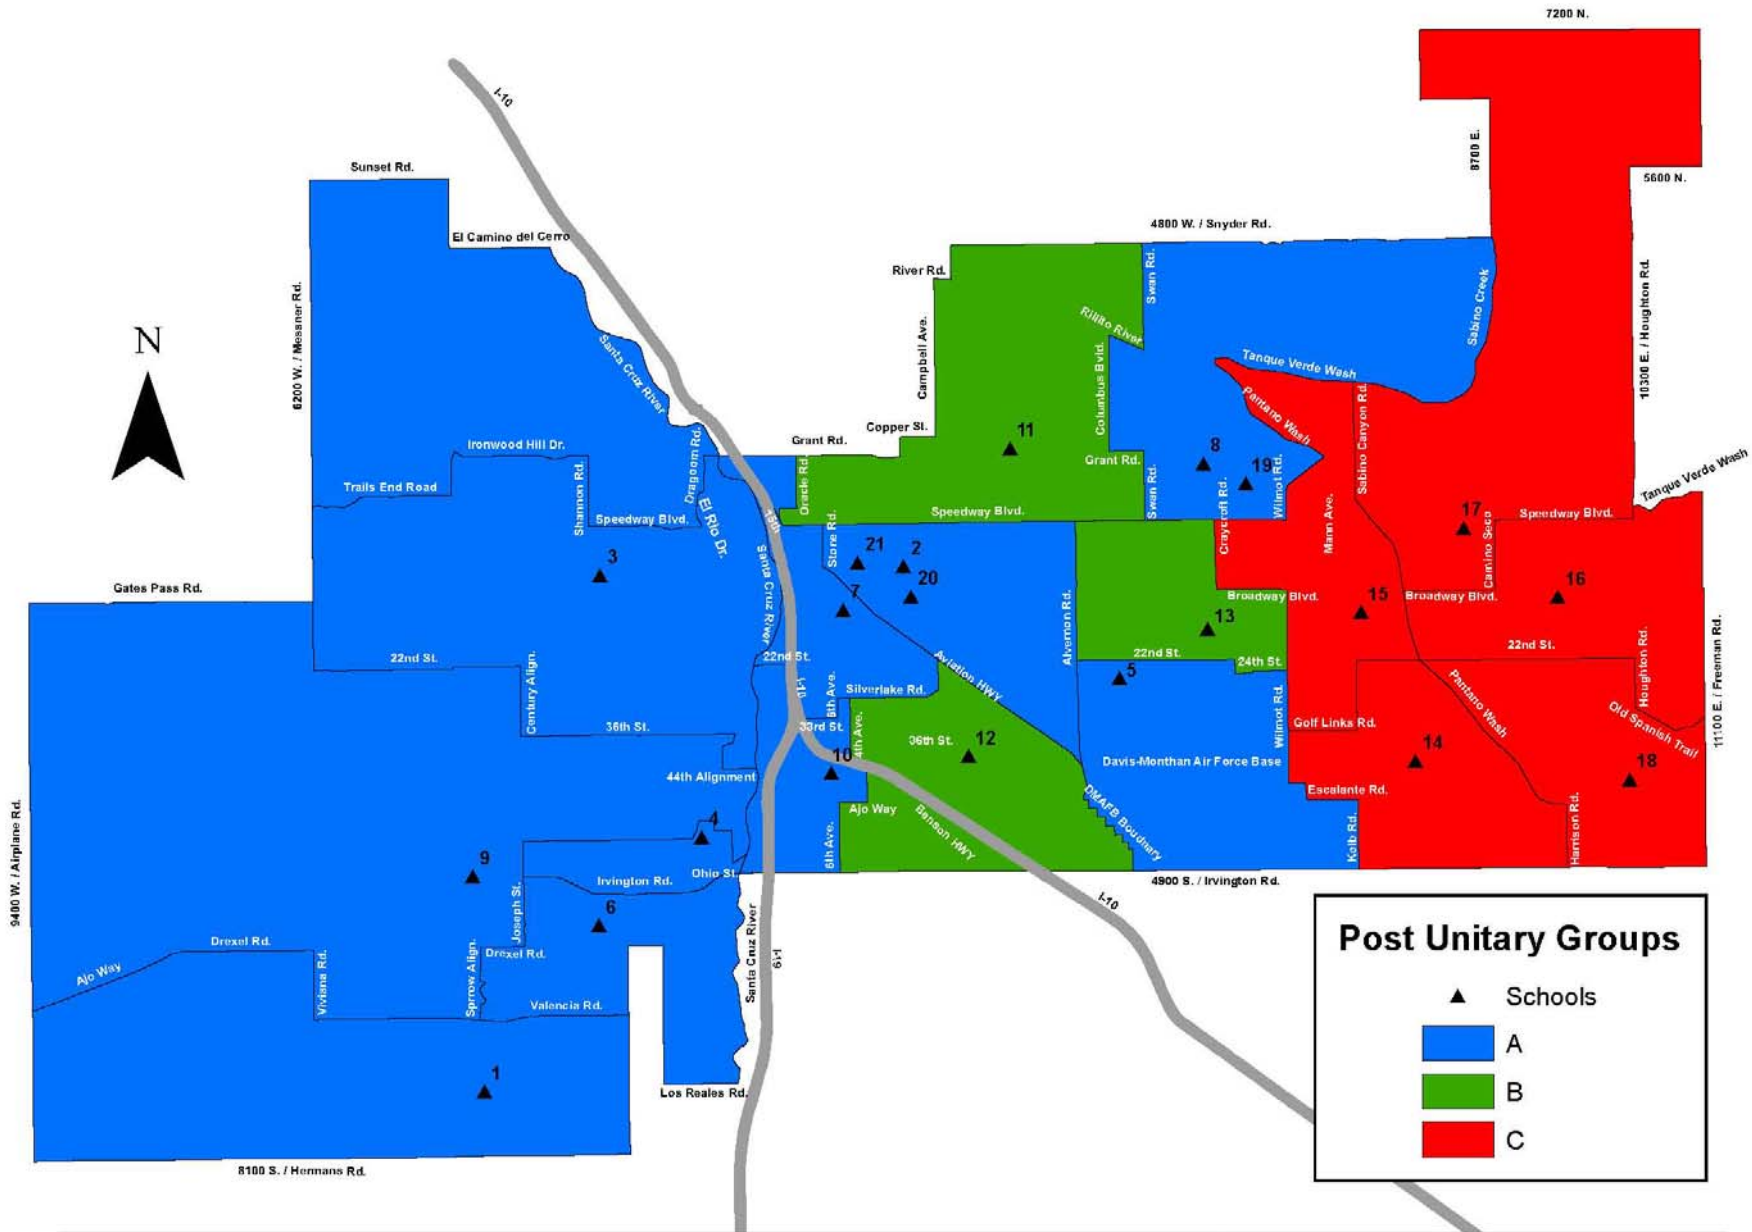 7200 N.
I-10
8700 E.
Sunset Rd.
5600 N.
4800 W. / Snyder Rd.
El Camino del Cerro
River Rd.
Swan Rd.
Sabino Creek
10300 E. / Houghton Rd.
N
6200 W. / Messner Rd.
Santa Cruz River
Campbell Ave.
Rillito River
Columbus Blvd.
Tanque Verde Wash
Pantano Wash
Sabino Canyon Rd.
Ironwood Hill Dr.
Grant Rd.
Copper St.
11
Grant Rd.
8
19
Tanque Verde Wash
Trails End Road
Shannon Rd.
Dragoon Rd.
El Rio Dr.
Oracle Rd.
Swan Rd.
Craycroft Rd.
Wilmot Rd.
Mann Ave.
17
Speedway Blvd.
15th
Speedway Blvd.
Speedway Blvd.
Camino Seco
3
Santa Cruz River
Stone Rd.
21
2
20
7
Gates Pass Rd.
Alvernon Rd.
Broadway Blvd.
13
15
Broadway Blvd.
16
22nd St.
Century Align.
22nd St.
Aviation HWY
22nd St.
24th St.
22nd St.
Houghton Rd.
11100 E. / Freeman Rd.
5
I-10
6th Ave.
Silverlake Rd.
Wilmot Rd.
Pantano Wash
Old Spanish Trail
36th St.
33rd St.
4th Ave.
36th St.
12
Golf Links Rd.
14
18
44th Alignment
10
Davis-Monthan Air Force Base
DMAFB Boudnary
Escalante Rd.
9400 W. / Airplane Rd.
4
6th Ave.
Ajo Way
Benson HWY
Kolb Rd.
Harrison Rd.
9
Joseph St.
Irvington Rd.
Ohio St.
4900 S. / Irvington Rd.
6
I-10
Santa Cruz River
I-19
Drexel Rd.
Drexel Rd.
Ajo Way
Viviana Rd.
Sprrow Align.
Valencia Rd.
1
Los Reales Rd.
8100 S. / Hermans Rd.
Post Unitary Groups
Schools
A
B
C